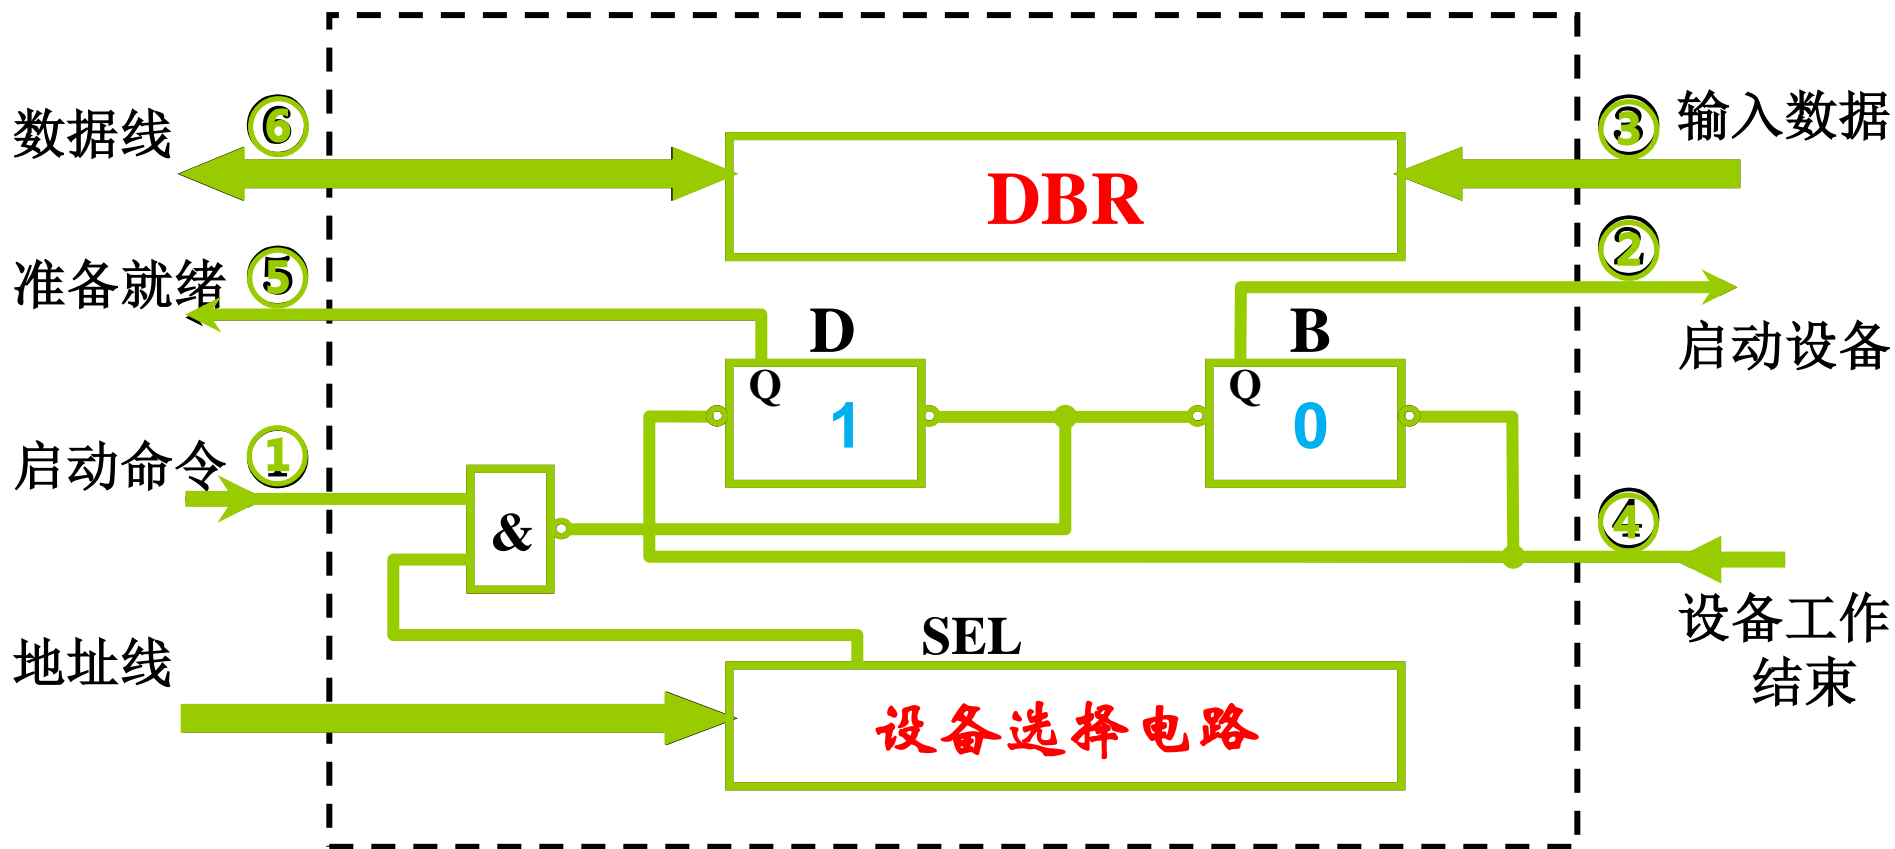 数据线
⑥
③
输入数据
DBR
准备就绪
⑤
②
启动设备
D
B
Q
1
Q
0
启动命令
①
&
④
设备工作
结束
地址线
SEL
设备选择电路